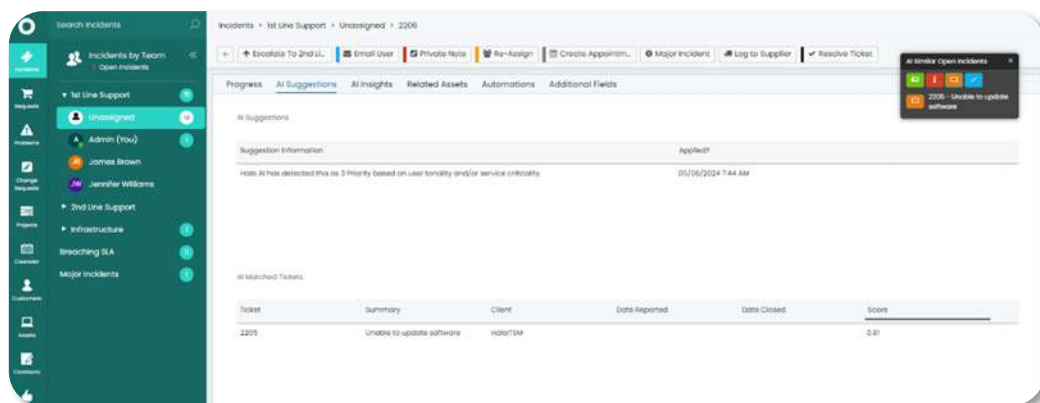 Search Incidents
Incidents > 1st Line Support > Unassigned > 2206
Incidents by Team
Open Incidents
Escalate To 2nd Li..
Email User
Private Note
Re-Assign
Create Appointm...
Major Incident
Log to Supplier
Resolve Ticket
Incidents
Requests
Problems
Change Requests
Projects
Calendar
Customers
Assets
1st Line Support
Unassigned
Admin (You)
James Brown
Jennifer Williams
2nd Line Support
Infrastructure
Breaching SLA
Major Incidents
Progress
AI Suggestions
AI Insights
Related Assets
Automations
Additional Fields
AI Similar Open Incidents
2205 - Unable to update
software
AI Suggestions
Suggestion Information
Applied?
Halo AI has detected this as 3 Priority based on user tonality and/or service criticality.
05/06/2024 7:44 AM
AI Matched Tickets
Ticket
Summary
Client
Date Reported
Date Closed
Score
2205
Unable to update software
HaloITSM
0.81